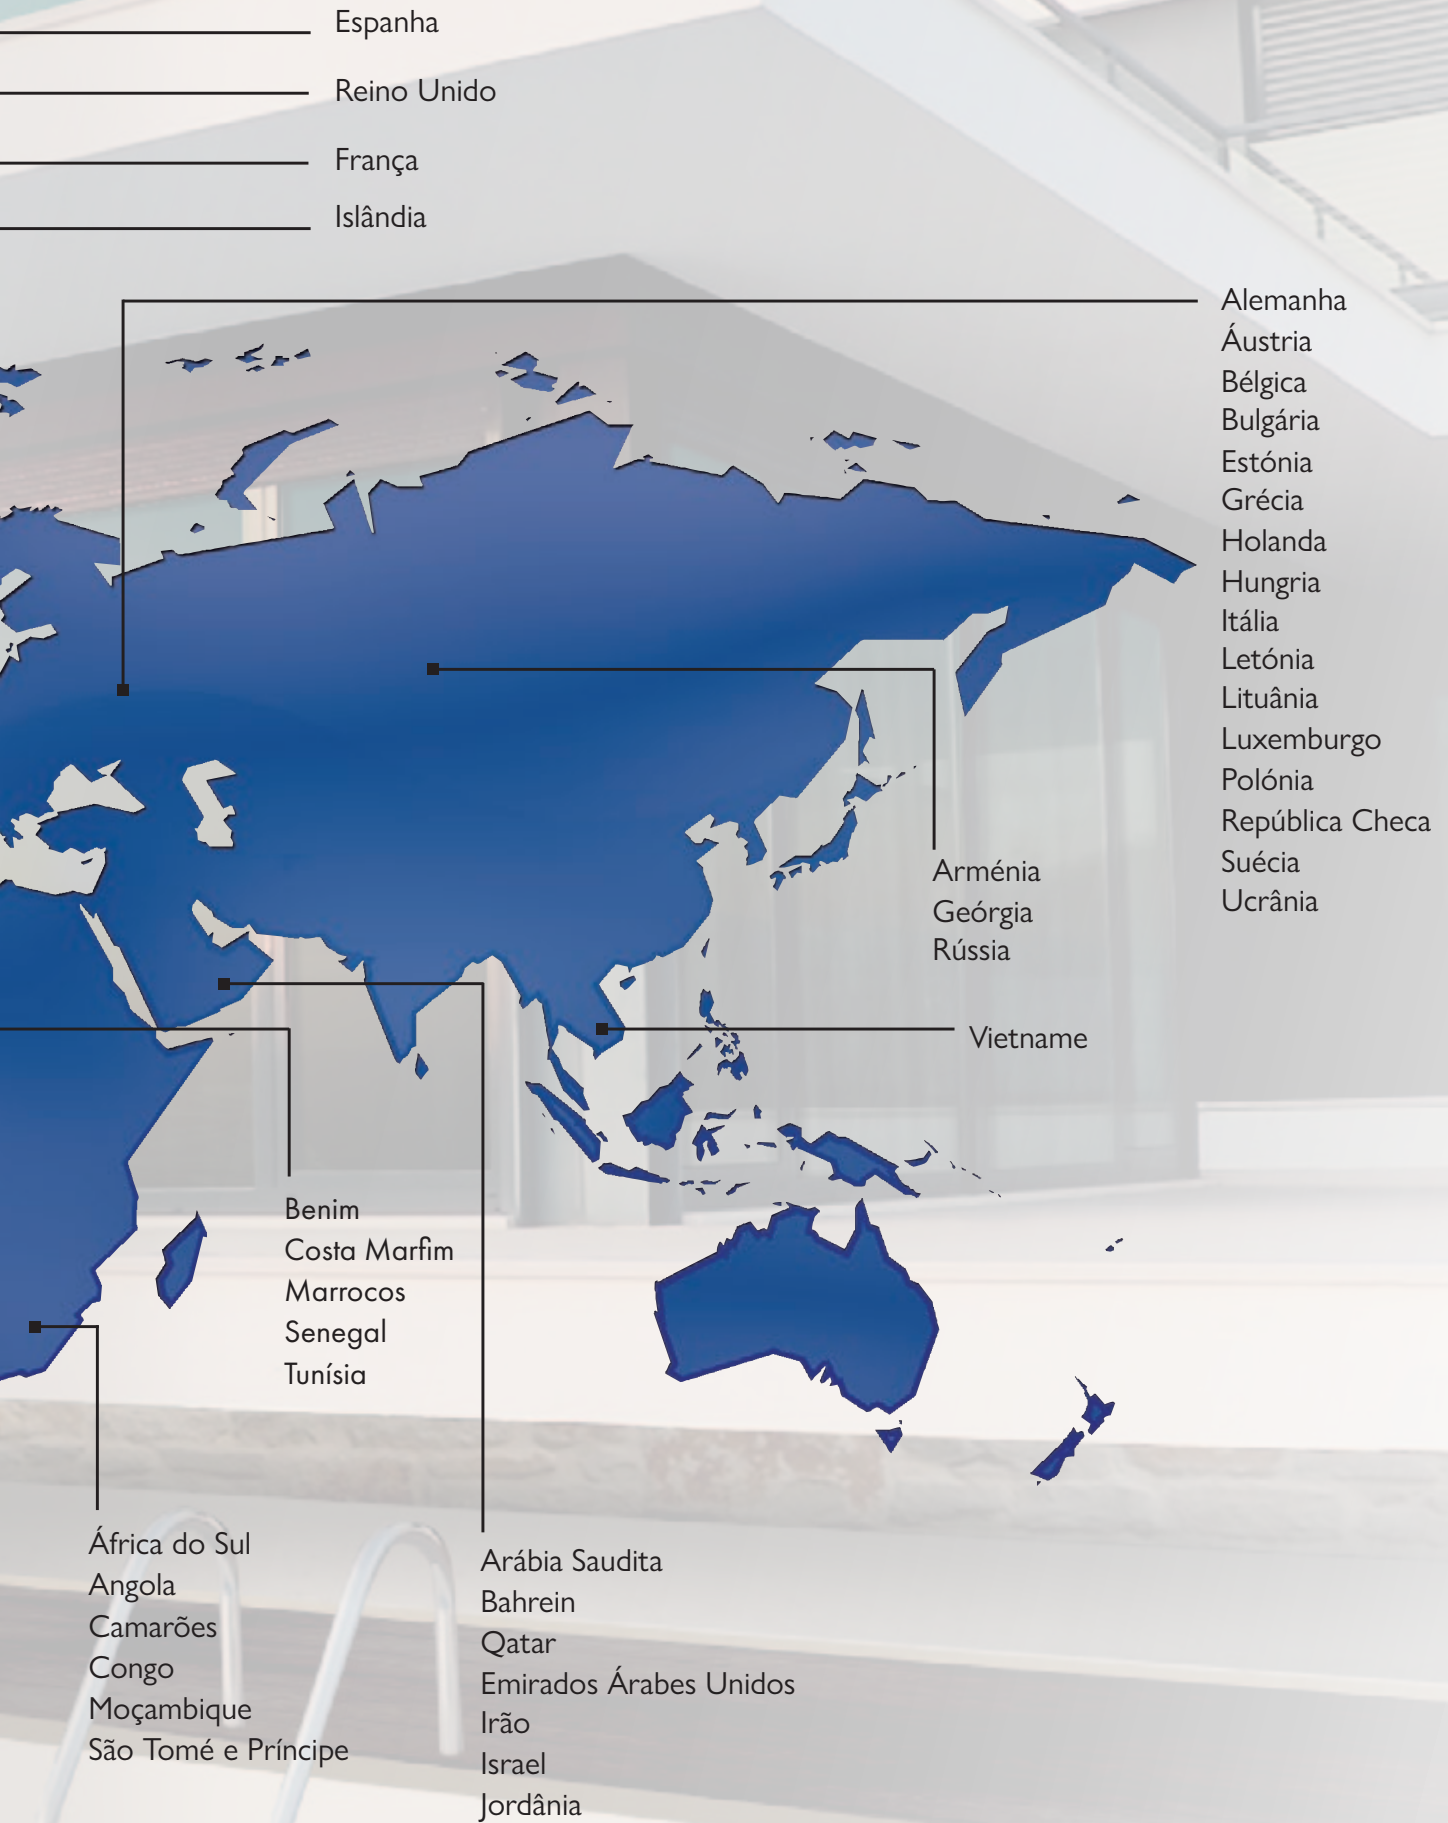 Espanha
Reino Unido
França
Islândia
Alemanha
Áustria
Bélgica
Bulgária
Estónia
Grécia
Holanda
Hungria
Itália
Letónia
Lituânia
Luxemburgo
Polónia
República Checa
Suécia
Ucrânia
Arménia
Geórgia
Rússia
Vietname
Benim
Costa Marfim
Marrocos
Senegal
Tunísia
África do Sul
Angola
Camarões
Congo
Moçambique
São Tomé e Príncipe
Arábia Saudita
Bahrein
Qatar
Emirados Árabes Unidos
Irão
Israel
Jordânia